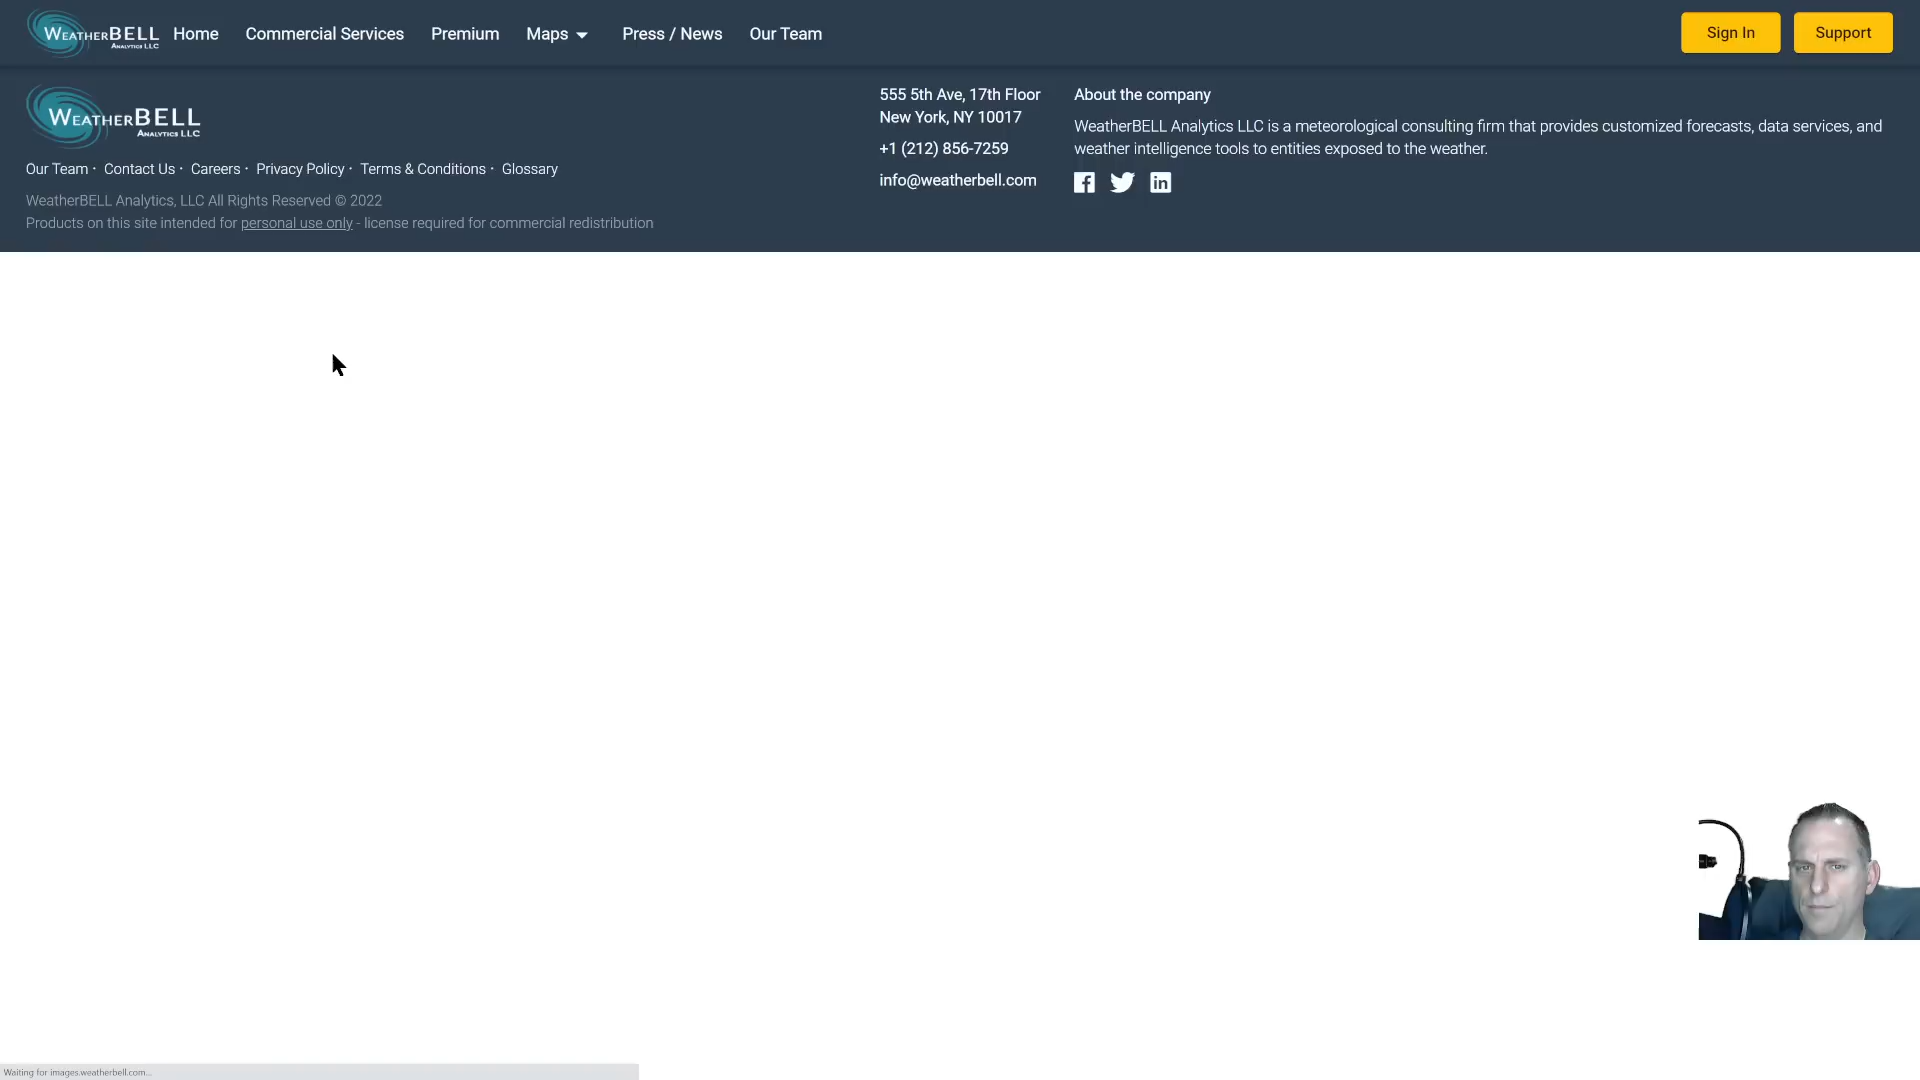 WEATHERBELL
ANALYTICS LLC
Home Commercial Services Premium Maps Press / News Our Team
Sign In Support
WEATHERBELL
ANALYTICS LLC
Our Team · Contact Us · Careers · Privacy Policy · Terms & Conditions · Glossary
WeatherBELL Analytics, LLC All Rights Reserved © 2022
Products on this site intended for personal use only - license required for commercial redistribution
555 5th Ave, 17th Floor
New York, NY 10017
+1 (212) 856-7259
info@weatherbell.com
About the company
WeatherBELL Analytics LLC is a meteorological consulting firm that provides customized forecasts, data services, and
weather intelligence tools to entities exposed to the weather.
Waiting for images.weatherbell.com...